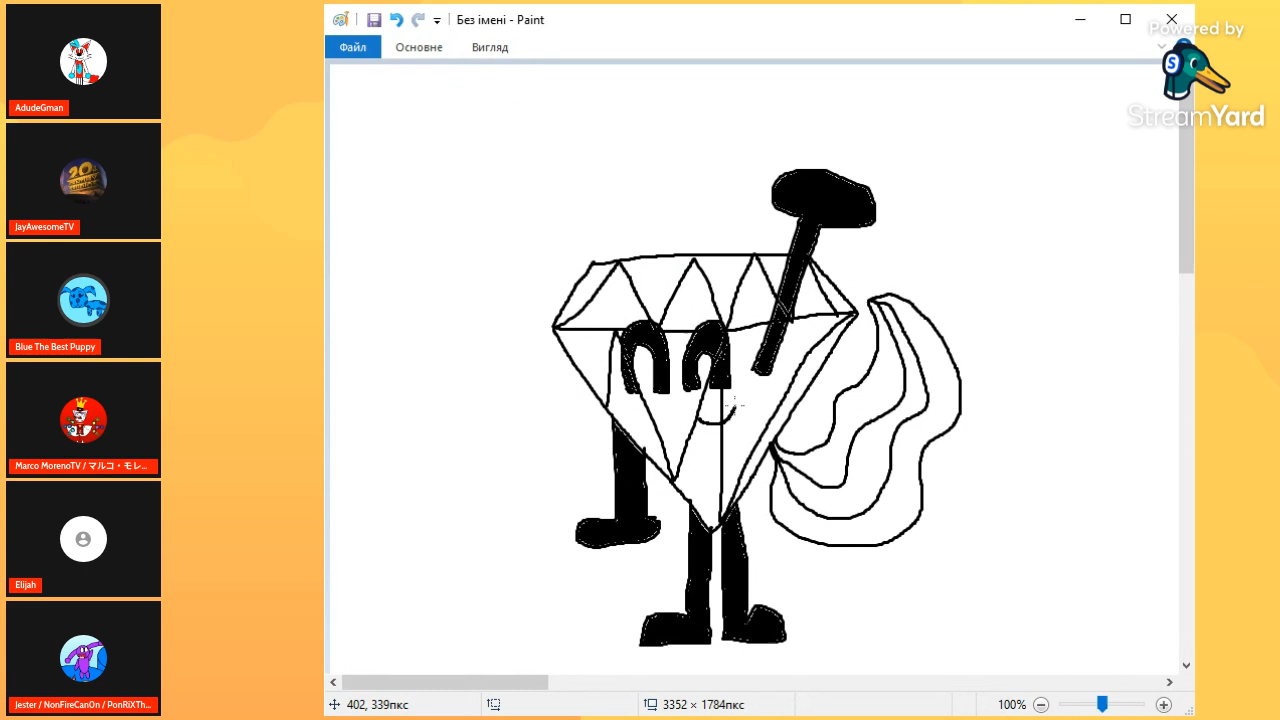 Без імені - Paint
Файл Основне Вигляд
Powered by
StreamYard
AdudeGman
JayAwesomeTV
Blue The Best Puppy
Marco MorenoTV / マルコ・モレ...
Elijah
Jester / NonFireCanOn / PonRiXTh...
402, 339пкс
3352 × 1784пкс
100%